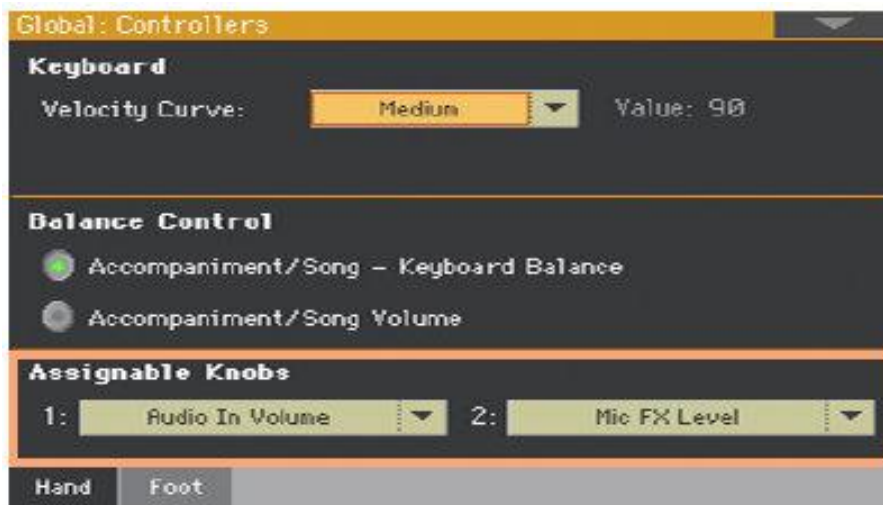 Global: Controllers
Keyboard
Velocity Curve: Medium Value: 90
Balance Control
Accompaniment/Song - Keyboard Balance
Accompaniment/Song Volume
Assignable Knobs
1: Audio In Volume 2: Mic FX Level
Hand Foot